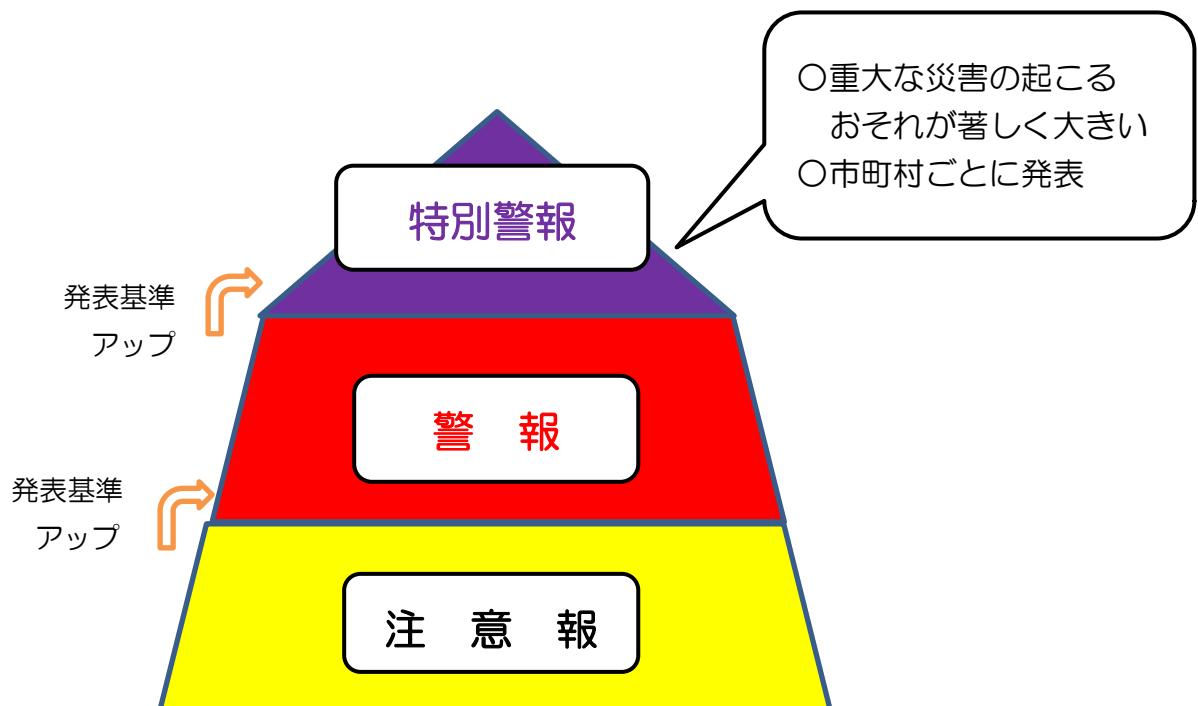 〇重大な災害の起こる
おそれが著しく大きい
〇市町村ごとに発表
特別警報
発表基準
アップ
警　報
発表基準
アップ
注　意　報